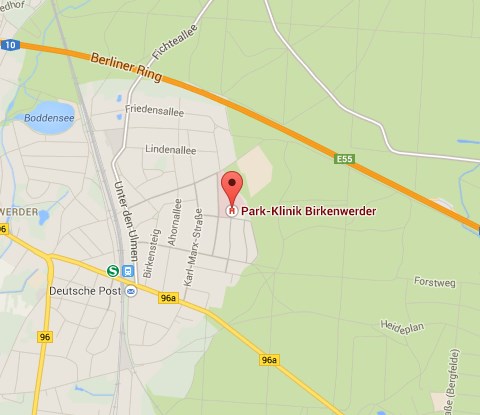 edhof
10
Berliner Ring
Fichteallee
Boddensee
Friedensallee
Lindenallee
E55
WERDER
96
Unter den Ulmen
Birkensteig
Ahornallee
Karl-Marx-Straße
H
Park-Klinik Birkenwerder
S
Deutsche Post
96a
96
96a
Forstweg
Heideplan
aße (Bergfelde)